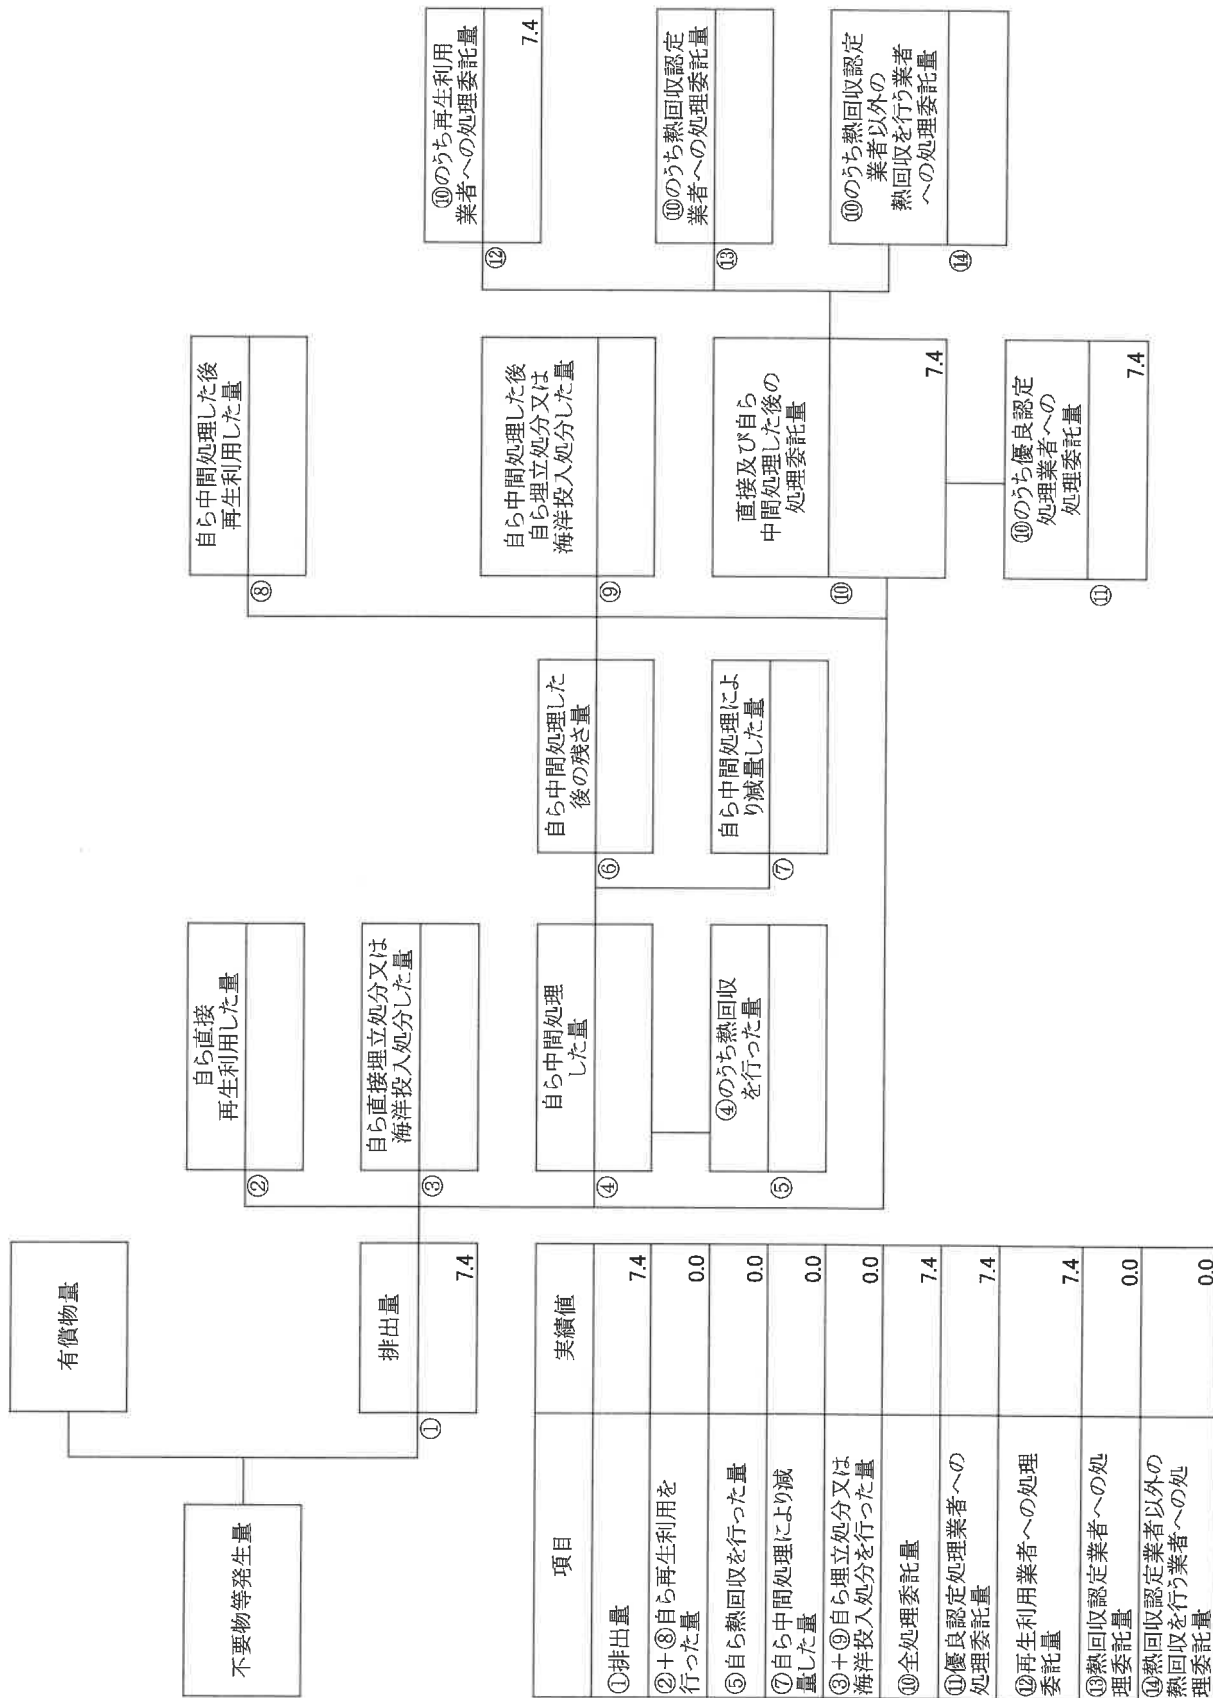 有償物量
不要物等発生量
排出量
①
7.4
自ら直接
再生利用した量
②
自ら直接埋立処分又は
海洋投入処分した量
③
自ら中間処理
した量
④
④のうち熱回収
を行った量
⑤
自ら中間処理した
後の残さ量
⑥
自ら中間処理によ
り減量した量
⑦
自ら中間処理した後
再生利用した量
⑧
自ら中間処理した後
自ら埋立処分又は
海洋投入処分した量
⑨
直接及び自ら
中間処理した後の
処理委託量
⑩
7.4
⑩のうち優良認定
処理業者への
処理委託量
⑪
7.4
⑩のうち再生利用
業者への処理委託量
⑫
7.4
⑩のうち熱回収認定
業者への処理委託量
⑬
⑩のうち熱回収認定
業者以外の
熱回収を行う業者
への処理委託量
⑭
項目 実績値
①排出量 7.4
②+⑧自ら再生利用を
行った量 0.0
⑤自ら熱回収を行った量 0.0
⑦自ら中間処理により減
量した量 0.0
③+⑨自ら埋立処分又は
海洋投入処分を行った量 0.0
⑩全処理委託量 7.4
⑪優良認定処理業者への
処理委託量 7.4
⑫再生利用業者への処理
委託量 7.4
⑬熱回収認定業者への処
理委託量 0.0
⑭熱回収認定業者以外の
熱回収を行う業者への処
理委託量 0.0